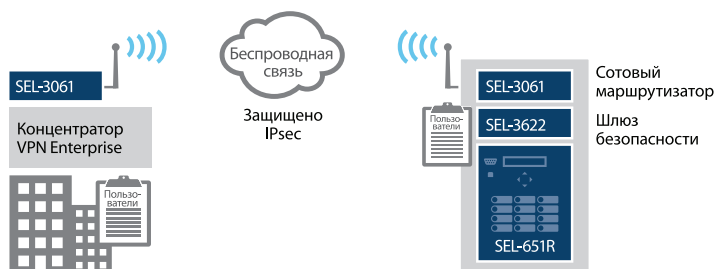 SEL-3061
Концентратор
VPN Enterprise
Пользо-
ватели
Беспроводная
связь
Защищено
IPsec
Пользо-
ватели
SEL-3061
Сотовый
маршрутизатор
SEL-3622
Шлюз
безопасности
SEL-651R